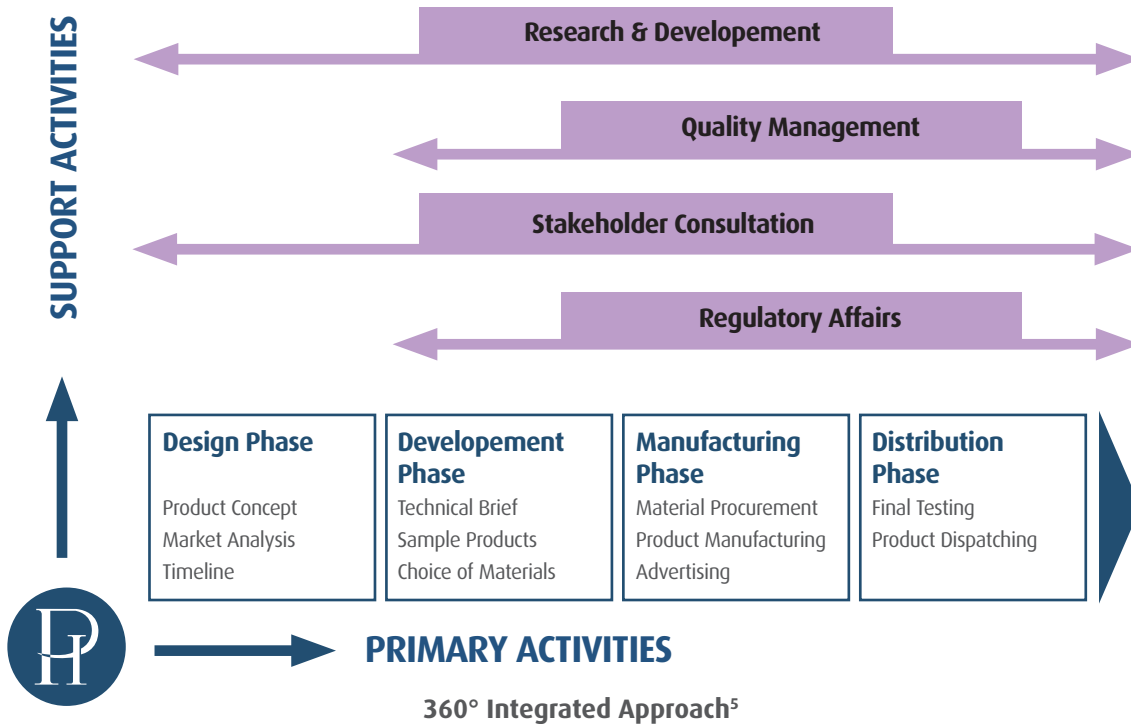 SUPPORT ACTIVITIES
Research & Developement
Quality Management
Stakeholder Consultation
Regulatory Affairs
Design Phase
Product Concept
Market Analysis
Timeline
Developement
Phase
Technical Brief
Sample Products
Choice of Materials
Manufacturing
Phase
Material Procurement
Product Manufacturing
Advertising
Distribution
Phase
Final Testing
Product Dispatching
PH
PRIMARY ACTIVITIES
360° Integrated Approach⁵